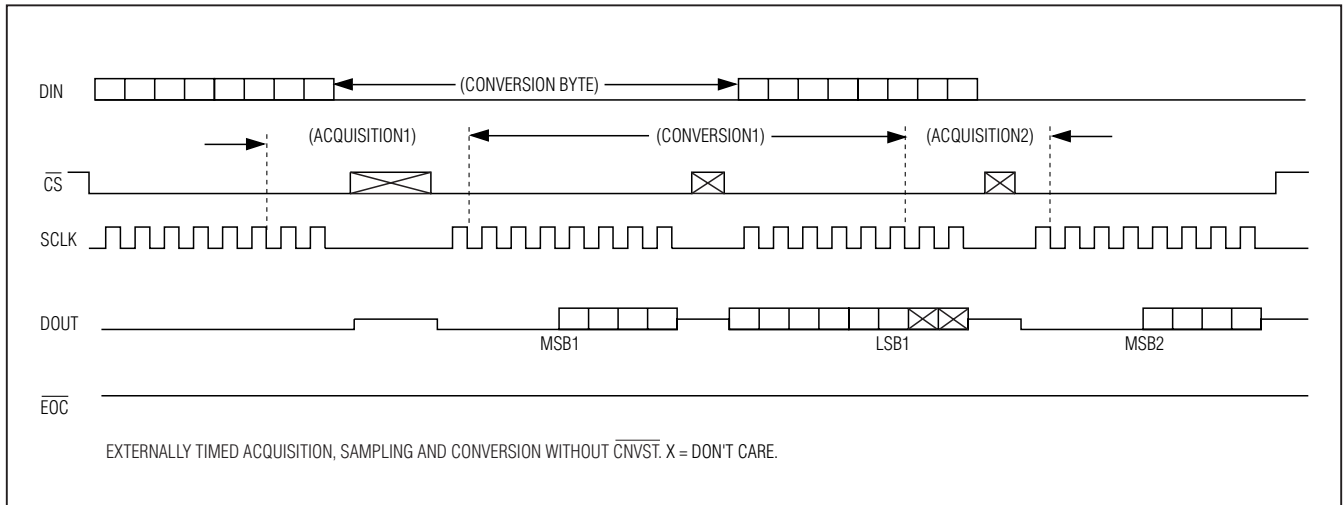 DIN
(CONVERSION BYTE)
(ACQUISITION1)
(CONVERSION1)
(ACQUISITION2)
CS
SCLK
DOUT
MSB1
LSB1
MSB2
EOC
EXTERNALLY TIMED ACQUISITION, SAMPLING AND CONVERSION WITHOUT CNVST. X = DON'T CARE.